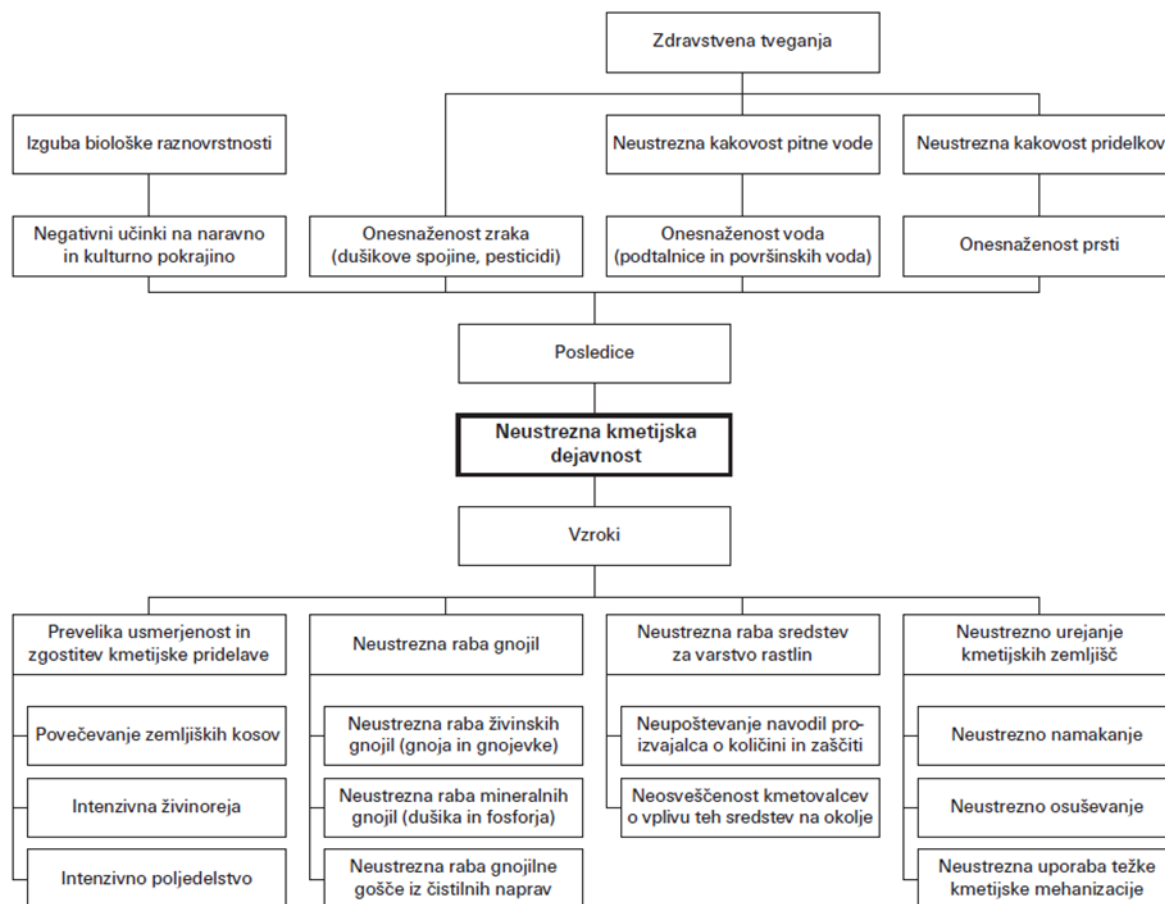 Zdravstvena tveganja
Izguba biološke raznovrstnosti
Neustrezna kakovost pitne vode
Neustrezna kakovost pridelkov
Negativni učinki na naravno
in kulturno pokrajino
Onesnaženost zraka
(dušikove spojine, pesticidi)
Onesnaženost voda
(podtalnice in površinskih voda)
Onesnaženost prsti
Posledice
Neustrezna kmetijska
dejavnost
Vzroki
Prevelika usmerjenost in
zgostitev kmetijske pridelave
Neustrezna raba gnojil
Neustrezna raba sredstev
za varstvo rastlin
Neustrezno urejanje
kmetijskih zemljišč
Povečevanje zemljiških kosov
Neustrezna raba živinskih
gnojil (gnoja in gnojevke)
Neupoštevanje navodil pro-
izvajalca o količini in zaščiti
Neustrezno namakanje
Intenzivna živinoreja
Neustrezna raba mineralnih
gnojil (dušika in fosforja)
Neosveščenost kmetovalcev
o vplivu teh sredstev na okolje
Neustrezno osuševanje
Intenzivno poljedelstvo
Neustrezna raba gnojilne
gošče iz čistilnih naprav
Neustrezna uporaba težke
kmetijske mehanizacije